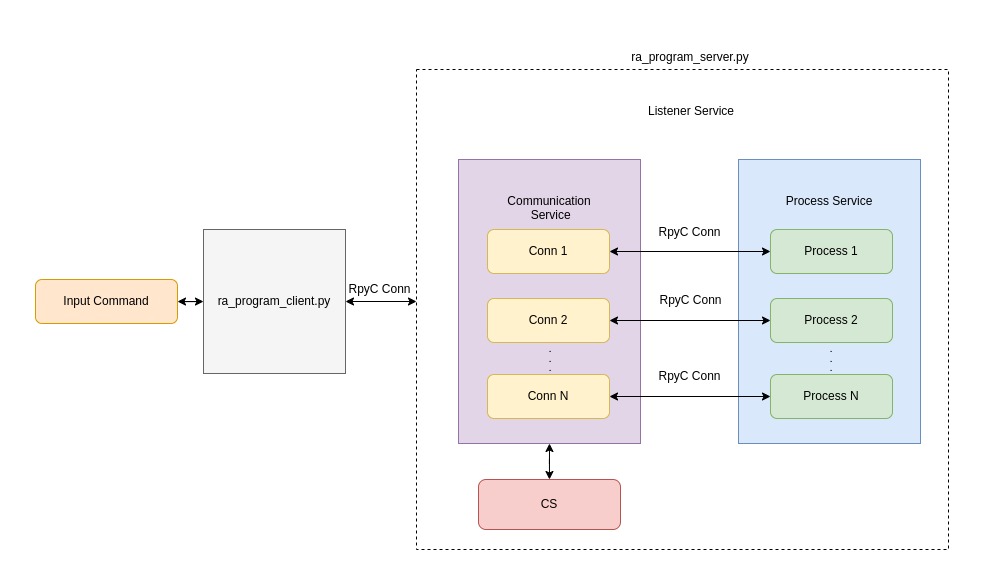 ra_program_server.py
Listener Service
Communication
Service
Process Service
RpyC Conn
Conn 1
Process 1
Input Command
ra_program_client.py
RpyC Conn
RpyC Conn
Conn 2
Process 2
.
.
.
.
.
.
RpyC Conn
Conn N
Process N
CS